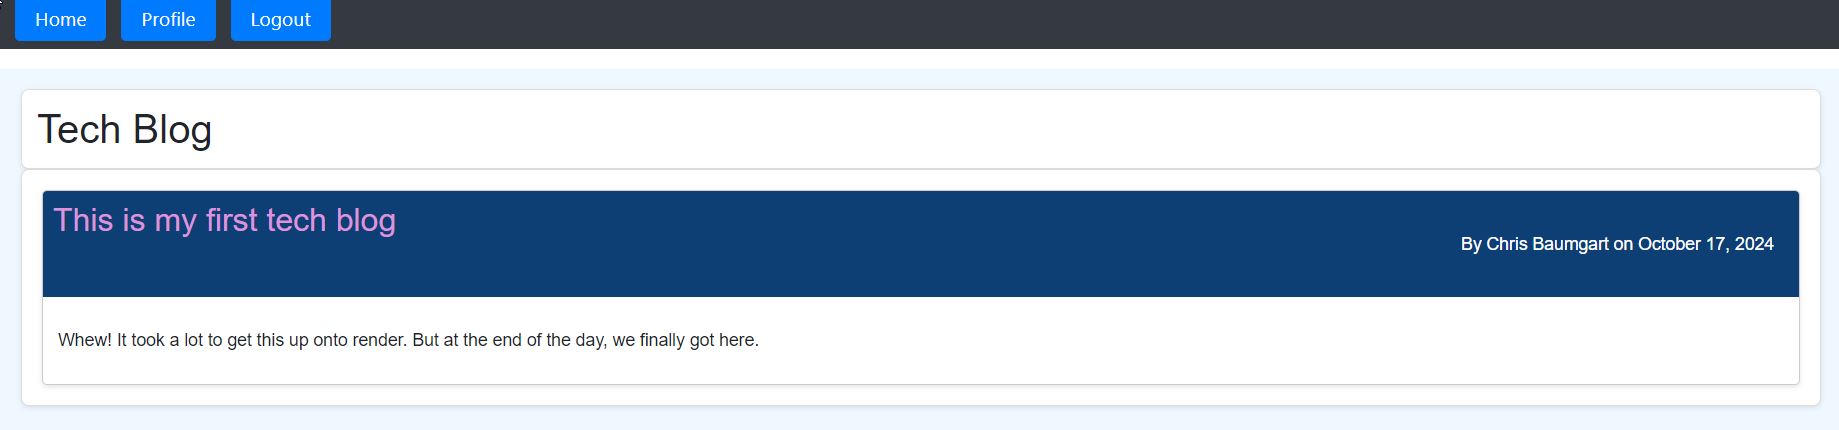 Home Profile Logout
Tech Blog
This is my first tech blog
By Chris Baumgart on October 17, 2024
Whew! It took a lot to get this up onto render. But at the end of the day, we finally got here.